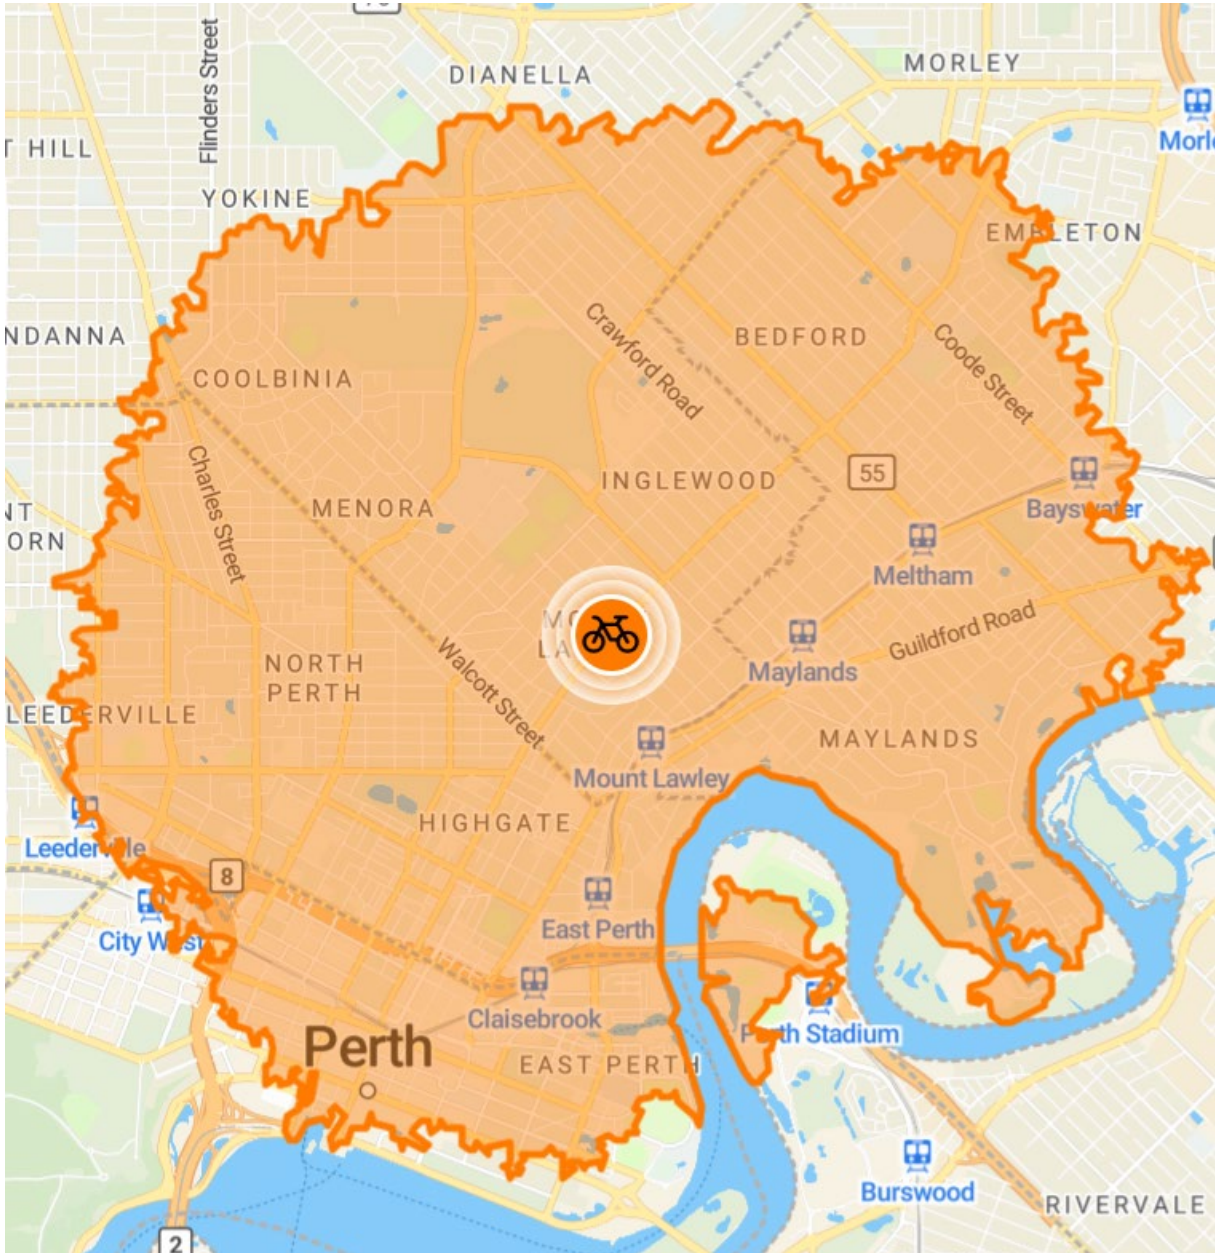 DIANELLA
MORLEY
Flinders Street
T HILL
YOKINE
EMBLETON
NDANNA
BEDFORD
Crawford Road
Coode Street
COOLBINIA
Charles Street
INGLEWOOD
55
MENORA
NT
ORN
Bayswater
Meltham
Guildford Road
NORTH
PERTH
Walcott Street
Maylands
LEEDERVILLE
MAYLANDS
Mount Lawley
HIGHGATE
Leederville
8
City West
East Perth
Claisebrook
Perth
Perth Stadium
EAST PERTH
Burswood
RIVERVALE
2